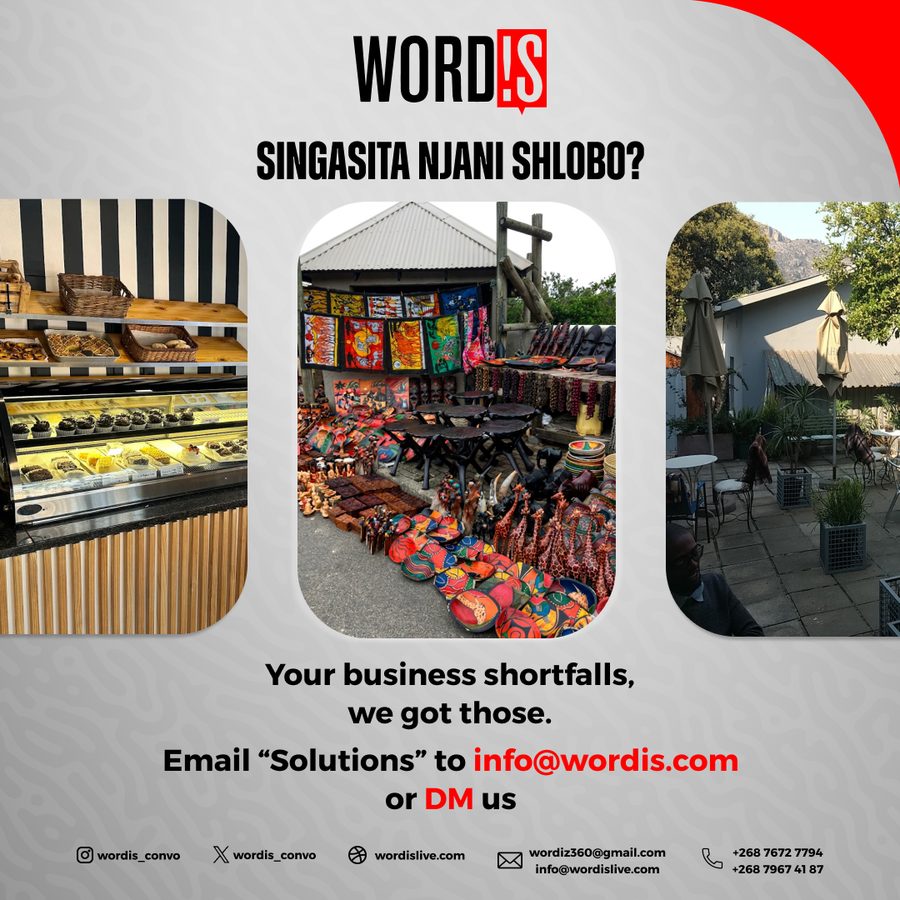 WORD!S
SINGASITA NJANI SHLOBO?
Your business shortfalls,
we got those.
Email “Solutions” to info@wordis.com
or DM us
wordis_convo
wordis_convo
wordislive.com
wordiz360@gmail.com
info@wordislive.com
+268 7672 7794
+268 7967 41 87